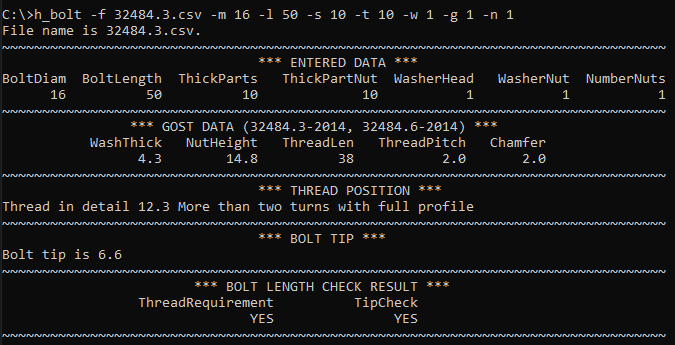 C:\>h_bolt -f 32484.3.csv -m 16 -l 50 -s 10 -t 10 -w 1 -g 1 -n 1
File name is 32484.3.csv.
~~~~~~~~~~~~~~~~~~~~~~~~~~~~~~~~~~~~~~~~~~~~~~~~~~~~~~~~~~~~~~~~~~~~~~~~~~~~~~~~~~~
*** ENTERED DATA ***
BoltDiam BoltLength ThickParts ThickPartNut WasherHead WasherNut NumberNuts
16 50 10 10 1 1 1
~~~~~~~~~~~~~~~~~~~~~~~~~~~~~~~~~~~~~~~~~~~~~~~~~~~~~~~~~~~~~~~~~~~~~~~~~~~~~~~~~~~
*** GOST DATA (32484.3-2014, 32484.6-2014) ***
WashThick NutHeight ThreadLen ThreadPitch Chamfer
4.3 14.8 38 2.0 2.0
~~~~~~~~~~~~~~~~~~~~~~~~~~~~~~~~~~~~~~~~~~~~~~~~~~~~~~~~~~~~~~~~~~~~~~~~~~~~~~~~~~~
*** THREAD POSITION ***
Thread in detail 12.3 More than two turns with full profile
~~~~~~~~~~~~~~~~~~~~~~~~~~~~~~~~~~~~~~~~~~~~~~~~~~~~~~~~~~~~~~~~~~~~~~~~~~~~~~~~~~~
*** BOLT TIP ***
Bolt tip is 6.6
~~~~~~~~~~~~~~~~~~~~~~~~~~~~~~~~~~~~~~~~~~~~~~~~~~~~~~~~~~~~~~~~~~~~~~~~~~~~~~~~~~~
*** BOLT LENGTH CHECK RESULT ***
ThreadRequirement TipCheck
YES YES
~~~~~~~~~~~~~~~~~~~~~~~~~~~~~~~~~~~~~~~~~~~~~~~~~~~~~~~~~~~~~~~~~~~~~~~~~~~~~~~~~~~